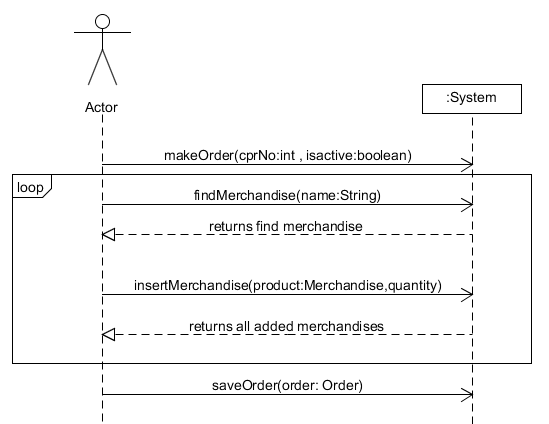 Actor
:System
makeOrder(cprNo:int , isactive:boolean)
loop
findMerchandise(name:String)
returns find merchandise
insertMerchandise(product:Merchandise,quantity)
returns all added merchandises
saveOrder(order: Order)